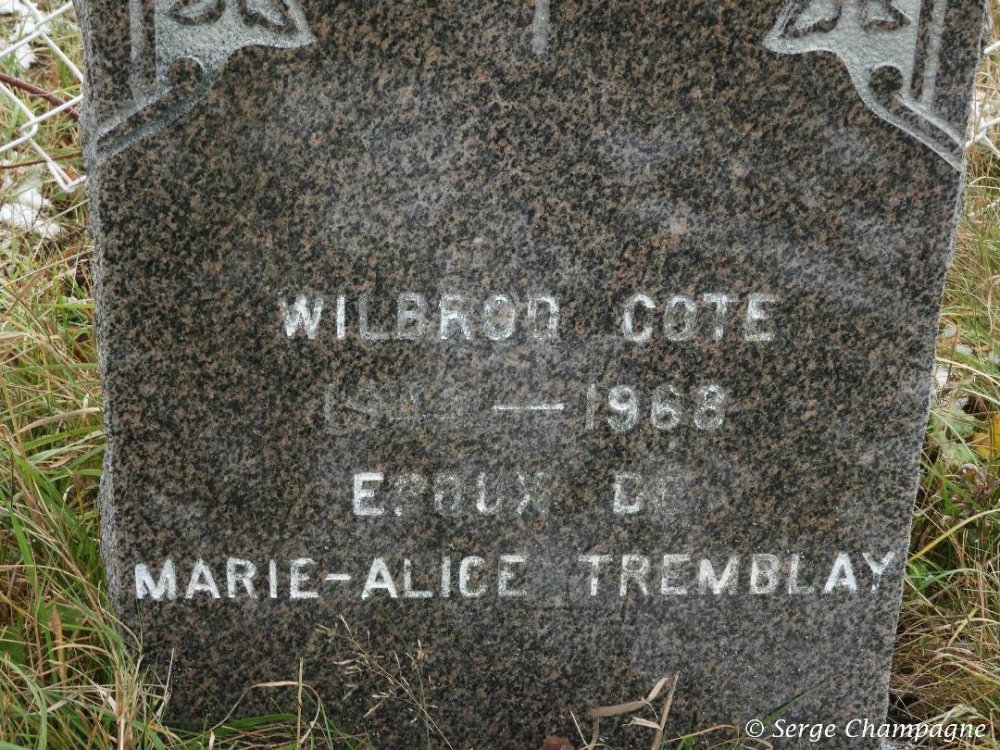 WILBROD COTE
— 1968
EPOUX DE
MARIE-ALICE TREMBLAY
© Serge Champagne